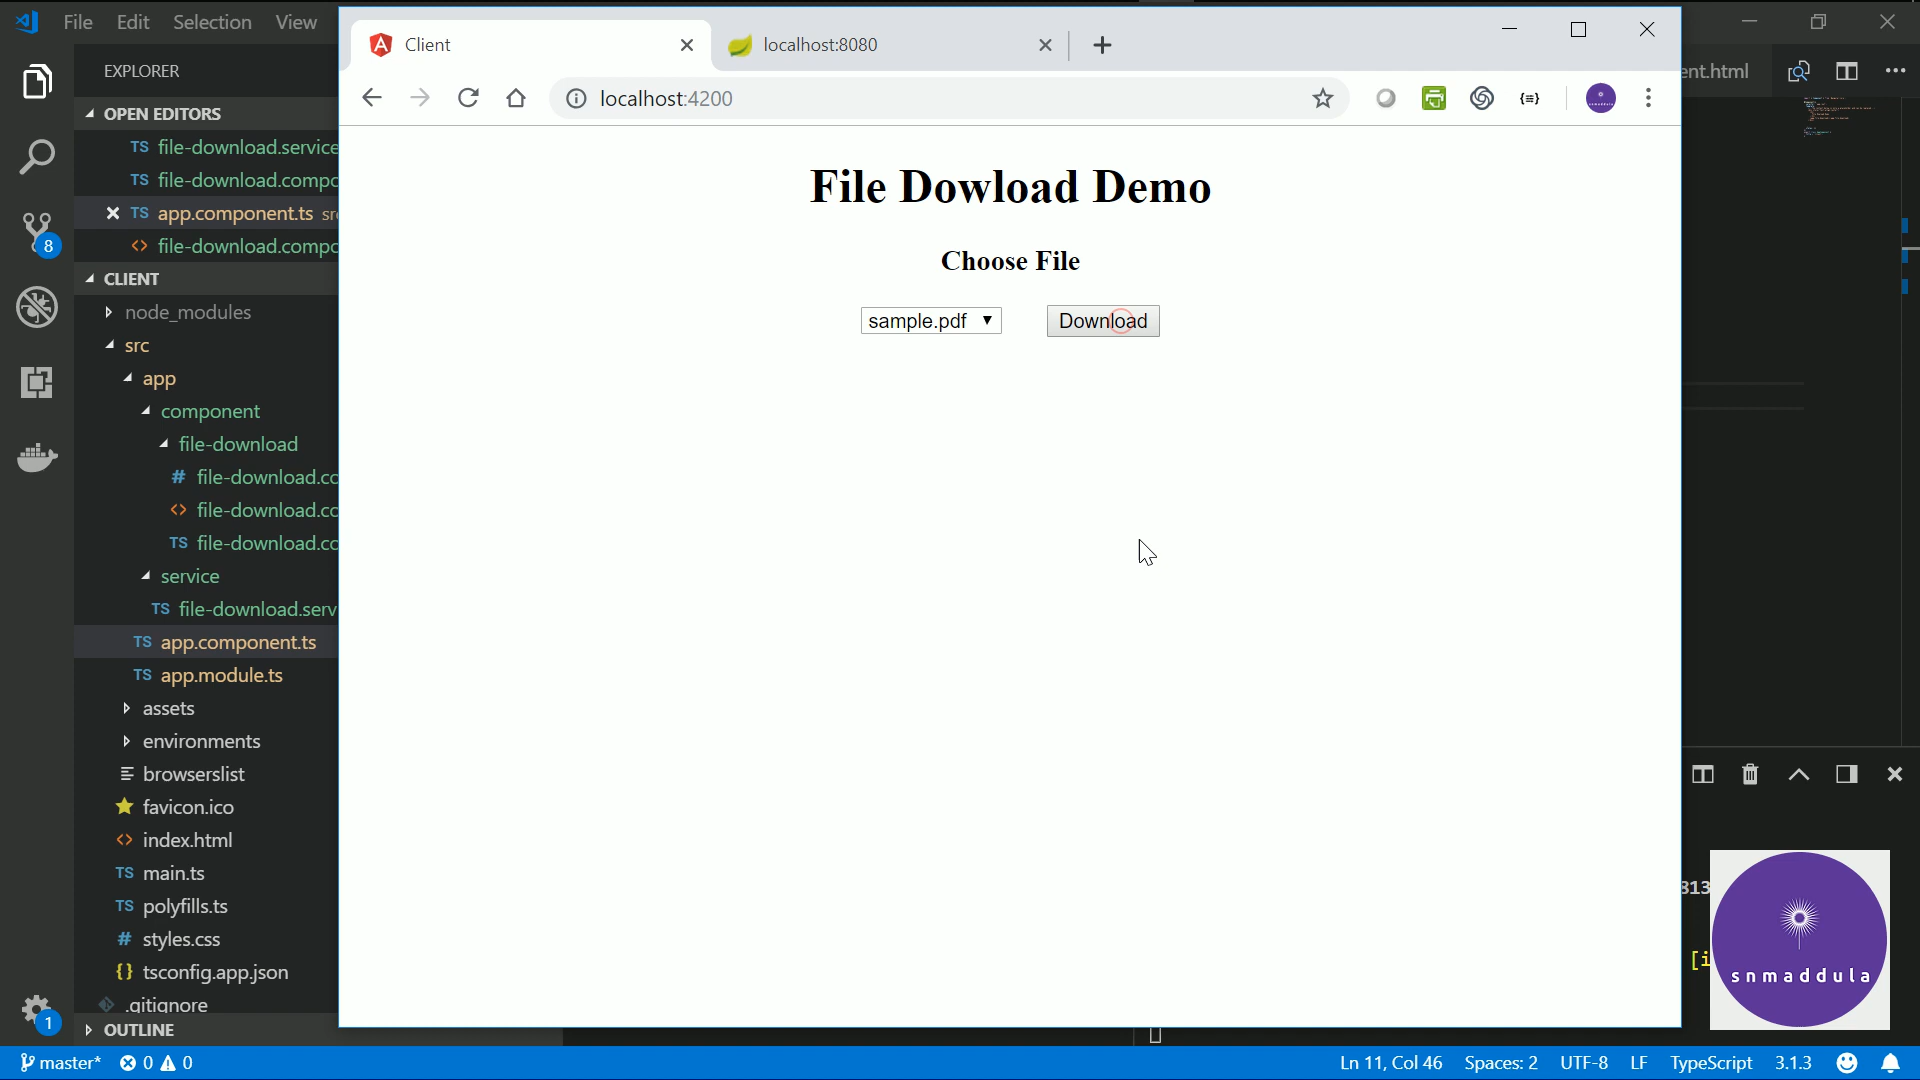 File Edit Selection View
EXPLORER
OPEN EDITORS
TS file-download.service
TS file-download.compo
TS app.component.ts
<> file-download.compo
CLIENT
node_modules
src
app
component
file-download
# file-download.co
<> file-download.co
TS file-download.co
service
TS file-download.serv
TS app.component.ts
TS app.module.ts
assets
environments
browserslist
favicon.ico
<> index.html
TS main.ts
TS polyfills.ts
# styles.css
{} tsconfig.app.json
.gitignore
OUTLINE
8
1
Client
localhost:8080
localhost:4200
{=}
File Dowload Demo
Choose File
sample.pdf
Download
ent.html
813
[i
snmaddula
master* 0 0
Ln 11, Col 46 Spaces: 2 UTF-8 LF TypeScript 3.1.3